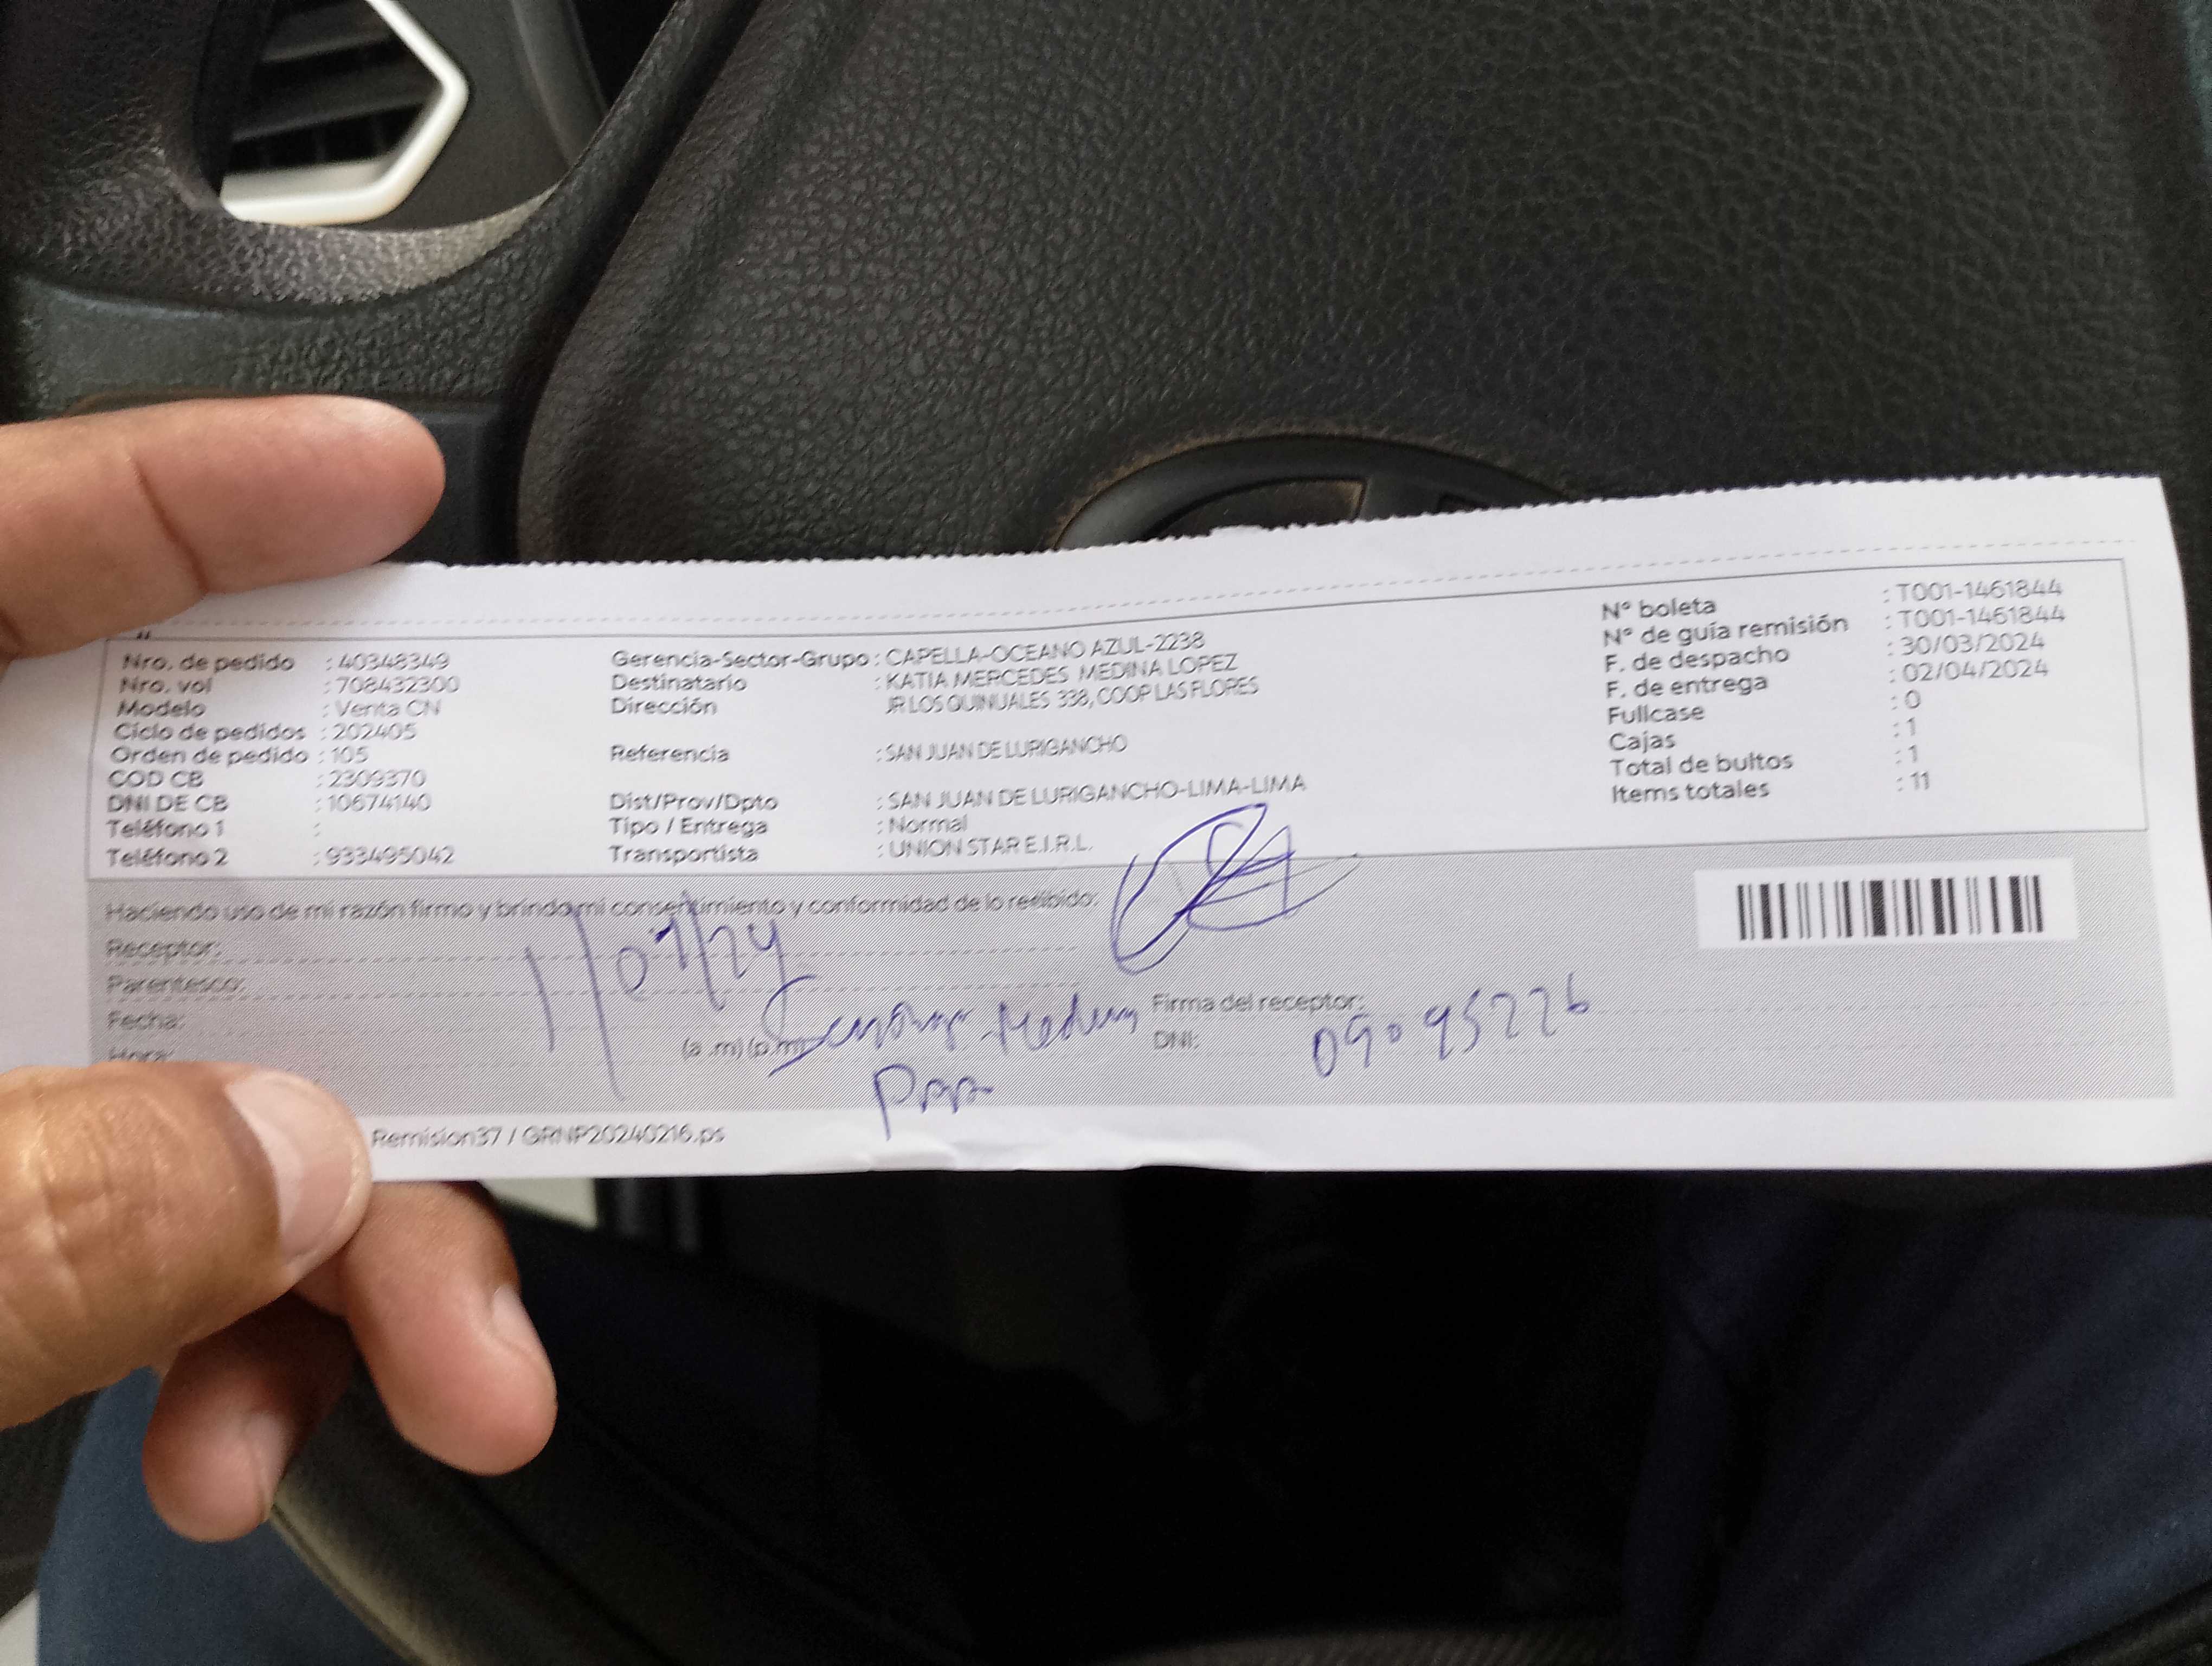 Nro. de pedido : 40348349
Nro. vol : 708432300
Modelo : Venta CN
Ciclo de pedidos : 202405
Orden de pedido : 105
COD CB : 2309370
DNI DE CB : 10674140
Teléfono 1 :
Teléfono 2 : 933495042
Gerencia-Sector-Grupo : CAPELLA-OCEANO AZUL-2238
Destinatario : KATIA MERCEDES MEDINA LOPEZ
Dirección JR LOS QUINUALES 338, COOP LAS FLORES
Referencia : SAN JUAN DE LURIGANCHO
Dist/Prov/Dpto : SAN JUAN DE LURIGANCHO-LIMA-LIMA
Tipo / Entrega : Normal
Transportista : UNION STAR E.I.R.L.
N° boleta : T001-1461844
N° de guía remisión : T001-1461844
F. de despacho : 30/03/2024
F. de entrega : 02/04/2024
Fullcase : 0
Cajas : 1
Total de bultos : 1
Items totales : 11
Haciendo uso de mi razón firmo y brindo mi consentimiento y conformidad de lo recibido:
Receptor:
Parentesco:
Fecha:
Hora: (a .m) (p.m)
Medina
Firma del receptor:
DNI: 09095226
Remision37 / GRNP20240216.ps